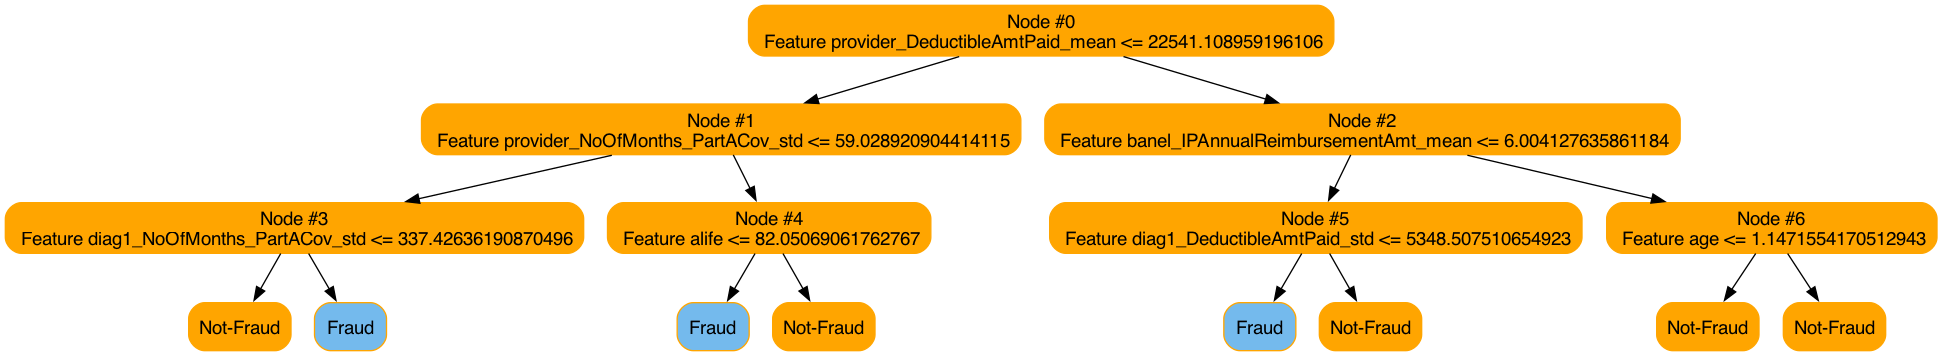 Node #0
Feature provider_DeductibleAmtPaid_mean <= 22541.108959196106
Node #1
Feature provider_NoOfMonths_PartACov_std <= 59.028920904414115
Node #2
Feature banel_IPAnnualReimbursementAmt_mean <= 6.004127635861184
Node #3
Feature diag1_NoOfMonths_PartACov_std <= 337.42636190870496
Node #4
Feature alife <= 82.05069061762767
Node #5
Feature diag1_DeductibleAmtPaid_std <= 5348.507510654923
Node #6
Feature age <= 1.1471554170512943
Not-Fraud
Fraud
Fraud
Not-Fraud
Fraud
Not-Fraud
Not-Fraud
Not-Fraud